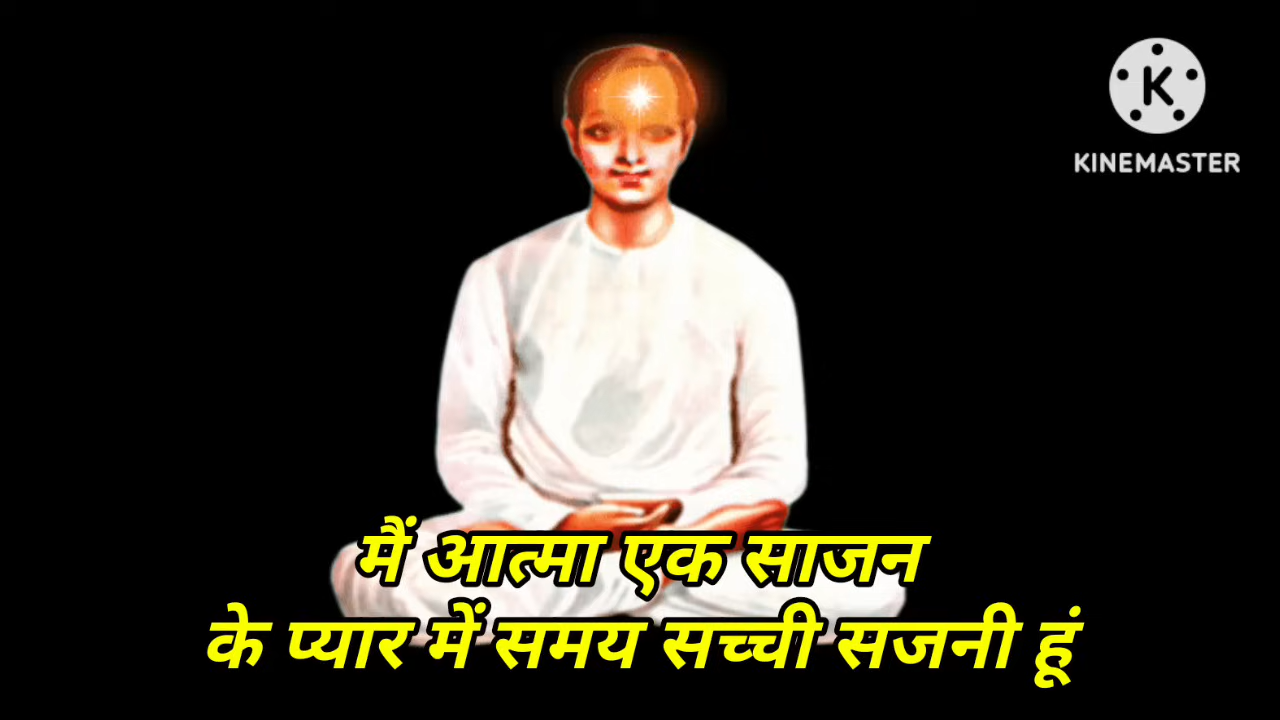 K
KINEMASTER
मैं आत्मा एक साजन
के प्यार में समय सच्ची सजनी हूं